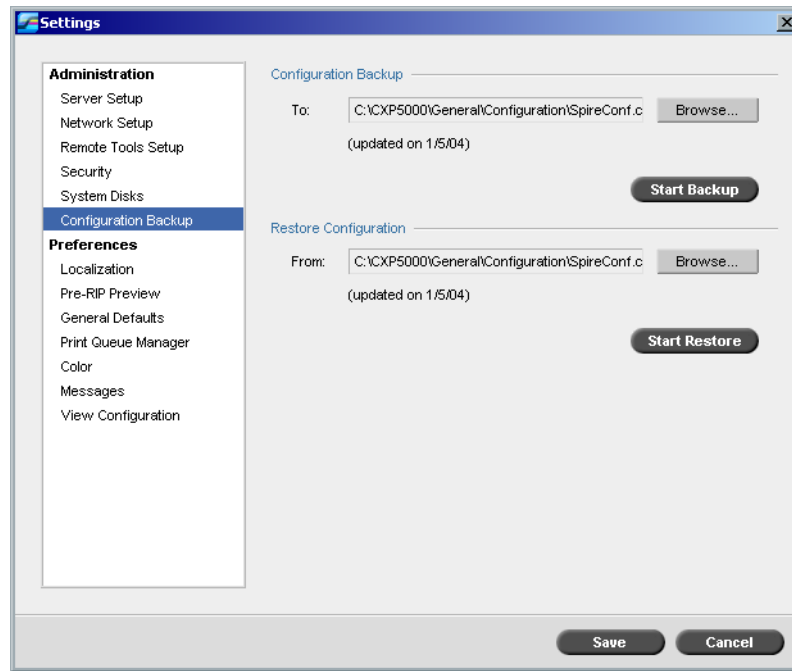 Settings
Administration
Server Setup
Network Setup
Remote Tools Setup
Security
System Disks
Configuration Backup
Preferences
Localization
Pre-RIP Preview
General Defaults
Print Queue Manager
Color
Messages
View Configuration
Configuration Backup
To: C:\CXP5000\General\Configuration\SpireConf.c Browse...
(updated on 1/5/04)
Start Backup
Restore Configuration
From: C:\CXP5000\General\Configuration\SpireConf.c Browse...
(updated on 1/5/04)
Start Restore
Save Cancel